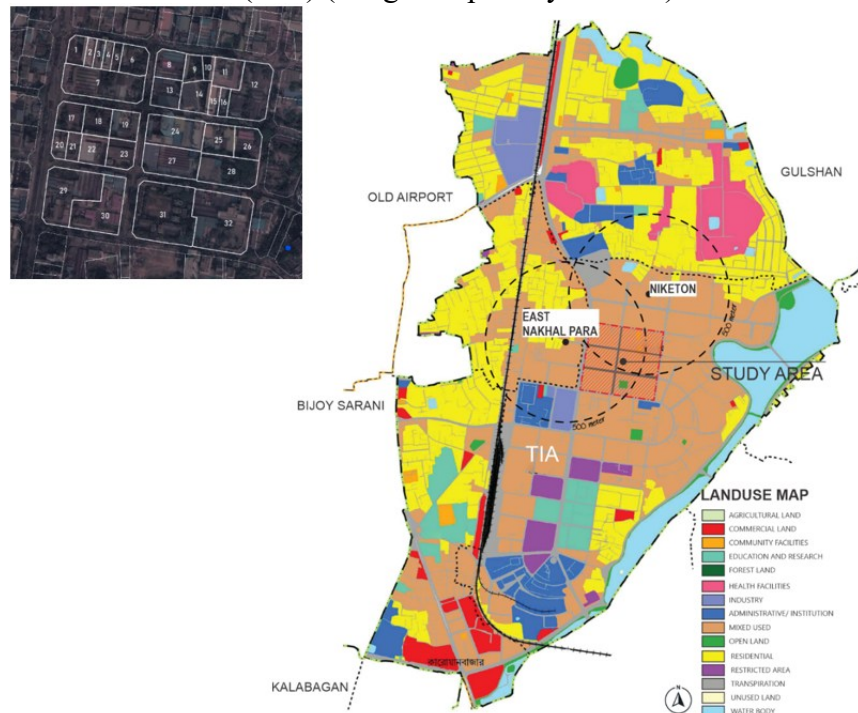 1 2 3 4 5 6
7
8 9 10 11 12
13 14 15 16
17 18 19
20 21 22 23
24 25 26
27 28
29 30
31 32
OLD AIRPORT
GULSHAN
NIKETON
EAST
NAKHAL PARA
500 meter
STUDY AREA
BIJOY SARANI
500 meter
TIA
KALABAGAN
LANDUSE MAP
AGRICULTURAL LAND
COMMERCIAL LAND
COMMUNITY FACILITIES
EDUCATION AND RESEARCH
FOREST LAND
HEALTH FACILITIES
INDUSTRY
ADMINISTRATIVE/ INSTITUTION
MIXED USED
OPEN LAND
RESIDENTIAL
RESTRICTED AREA
TRANSPIRATION
UNUSED LAND
WATER BODY